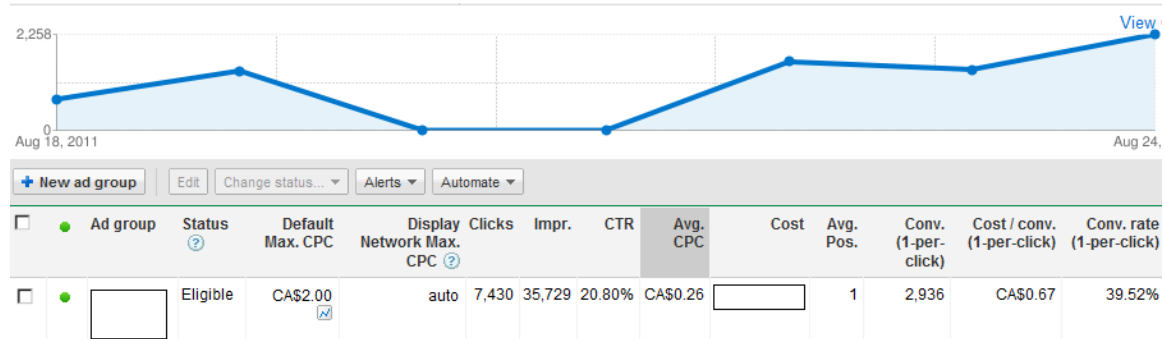 View
2,258
0
Aug 18, 2011
Aug 24,
+ New ad group Edit Change status... Alerts Automate
Ad group Status Default Display Clicks Impr. CTR Avg. Cost Avg. Conv. Cost / conv. Conv. rate
? Max. CPC Network Max. CPC Pos. (1-per- (1-per-click) (1-per-click)
CPC ? click)
Eligible CA$2.00 auto 7,430 35,729 20.80% CA$0.26 1 2,936 CA$0.67 39.52%